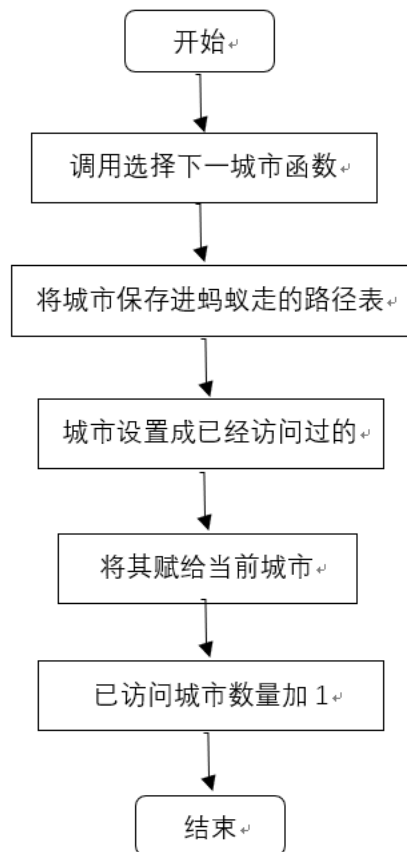 开始
调用选择下一城市函数
将城市保存进蚂蚁走的路径表
城市设置成已经访问过的
将其赋给当前城市
已访问城市数量加 1
结束